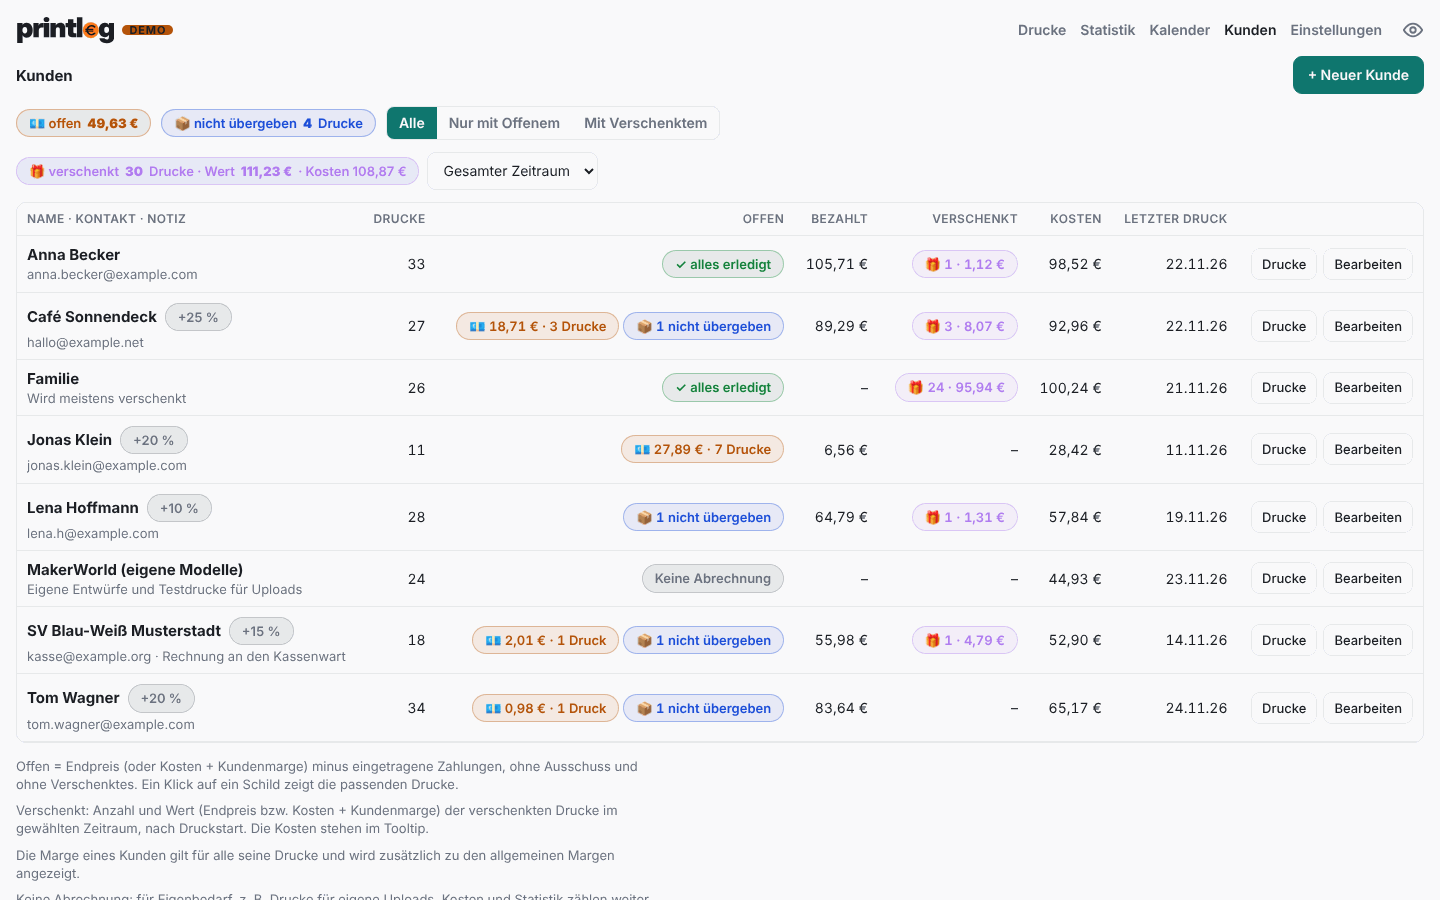 printl€g DEMO
Drucke Statistik Kalender Kunden Einstellungen
Kunden
+ Neuer Kunde
offen 49,63 € nicht übergeben 4 Drucke Alle Nur mit Offenem Mit Verschenktem
verschenkt 30 Drucke · Wert 111,23 € · Kosten 108,87 € Gesamter Zeitraum
NAME · KONTAKT · NOTIZ DRUCKE OFFEN BEZAHLT VERSCHENKT KOSTEN LETZTER DRUCK
Anna Becker
anna.becker@example.com
33 ✓ alles erledigt 105,71 € 1 · 1,12 € 98,52 € 22.11.26 Drucke Bearbeiten
Café Sonnendeck +25 %
hallo@example.net
27 18,71 € · 3 Drucke 1 nicht übergeben 89,29 € 3 · 8,07 € 92,96 € 22.11.26 Drucke Bearbeiten
Familie
Wird meistens verschenkt
26 ✓ alles erledigt – 24 · 95,94 € 100,24 € 21.11.26 Drucke Bearbeiten
Jonas Klein +20 %
jonas.klein@example.com
11 27,89 € · 7 Drucke 6,56 € – 28,42 € 11.11.26 Drucke Bearbeiten
Lena Hoffmann +10 %
lena.h@example.com
28 1 nicht übergeben 64,79 € 1 · 1,31 € 57,84 € 19.11.26 Drucke Bearbeiten
MakerWorld (eigene Modelle)
Eigene Entwürfe und Testdrucke für Uploads
24 Keine Abrechnung – – 44,93 € 23.11.26 Drucke Bearbeiten
SV Blau-Weiß Musterstadt +15 %
kasse@example.org · Rechnung an den Kassenwart
18 2,01 € · 1 Druck 1 nicht übergeben 55,98 € 1 · 4,79 € 52,90 € 14.11.26 Drucke Bearbeiten
Tom Wagner +20 %
tom.wagner@example.com
34 0,98 € · 1 Druck 1 nicht übergeben 83,64 € – 65,17 € 24.11.26 Drucke Bearbeiten
Offen = Endpreis (oder Kosten + Kundenmarge) minus eingetragene Zahlungen, ohne Ausschuss und
ohne Verschenktes. Ein Klick auf ein Schild zeigt die passenden Drucke.
Verschenkt: Anzahl und Wert (Endpreis bzw. Kosten + Kundenmarge) der verschenkten Drucke im
gewählten Zeitraum, nach Druckstart. Die Kosten stehen im Tooltip.
Die Marge eines Kunden gilt für alle seine Drucke und wird zusätzlich zu den allgemeinen Margen
angezeigt.
Keine Abrechnung: für Eigenbedarf, z. B. Drucke für eigene Uploads. Kosten und Statistik zählen weiter